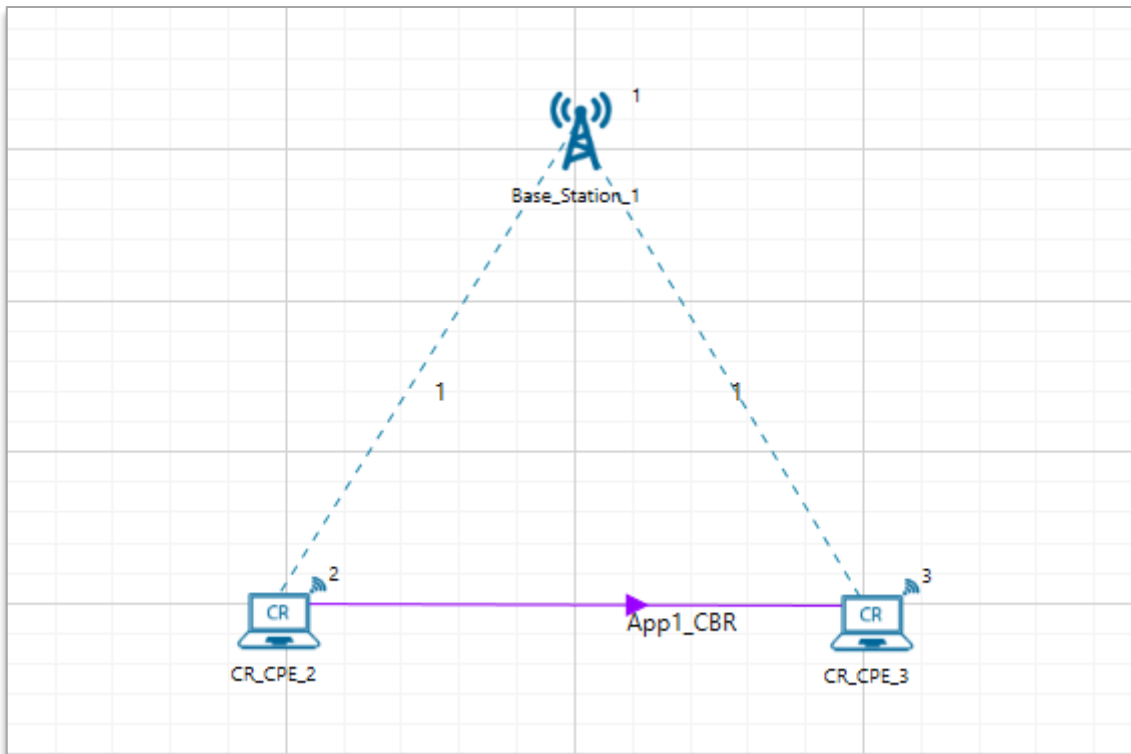 1
Base_Station_1
1
1
2
3
CR
CR
App1_CBR
CR_CPE_2
CR_CPE_3